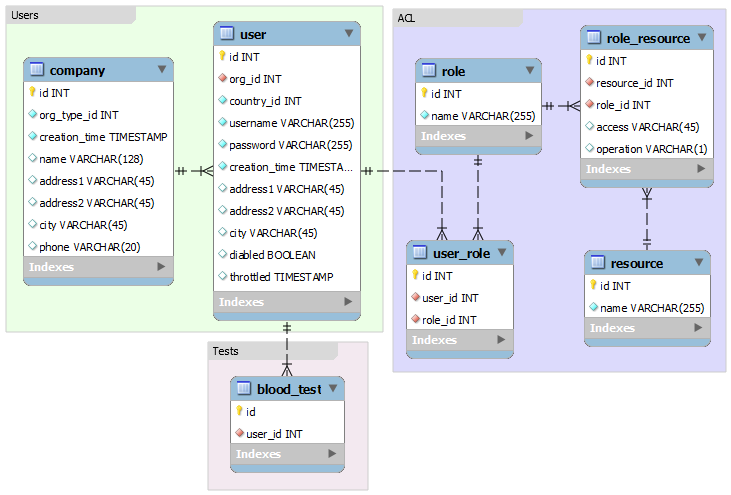 Users
company
id INT
org_type_id INT
creation_time TIMESTAMP
name VARCHAR(128)
address1 VARCHAR(45)
address2 VARCHAR(45)
city VARCHAR(45)
phone VARCHAR(20)
Indexes
user
id INT
org_id INT
country_id INT
username VARCHAR(255)
password VARCHAR(255)
creation_time TIMESTA...
address1 VARCHAR(45)
address2 VARCHAR(45)
city VARCHAR(45)
diabled BOOLEAN
throttled TIMESTAMP
Indexes
ACL
role
id INT
name VARCHAR(255)
Indexes
role_resource
id INT
resource_id INT
role_id INT
access VARCHAR(45)
operation VARCHAR(1)
Indexes
user_role
id INT
user_id INT
role_id INT
Indexes
resource
id INT
name VARCHAR(255)
Indexes
Tests
blood_test
id
user_id INT
Indexes